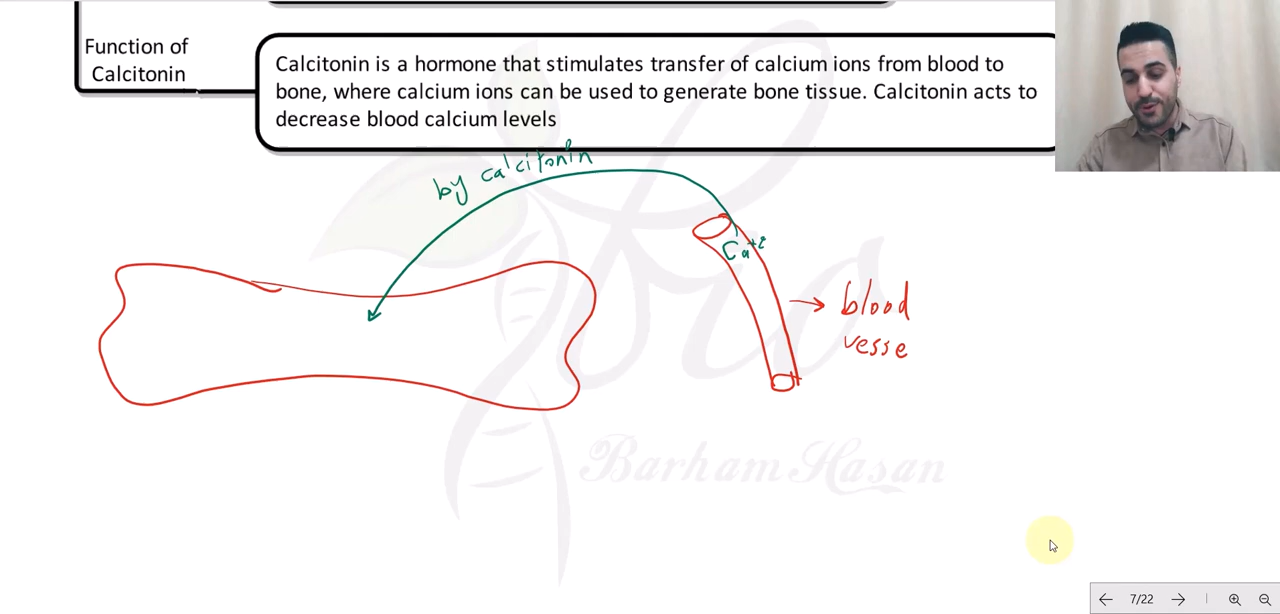 Function of
Calcitonin
Calcitonin is a hormone that stimulates transfer of calcium ions from blood to
bone, where calcium ions can be used to generate bone tissue. Calcitonin acts to
decrease blood calcium levels
by calcitonin
Ca+2
blood
vesse
Bio
Barham Hasan
7/22